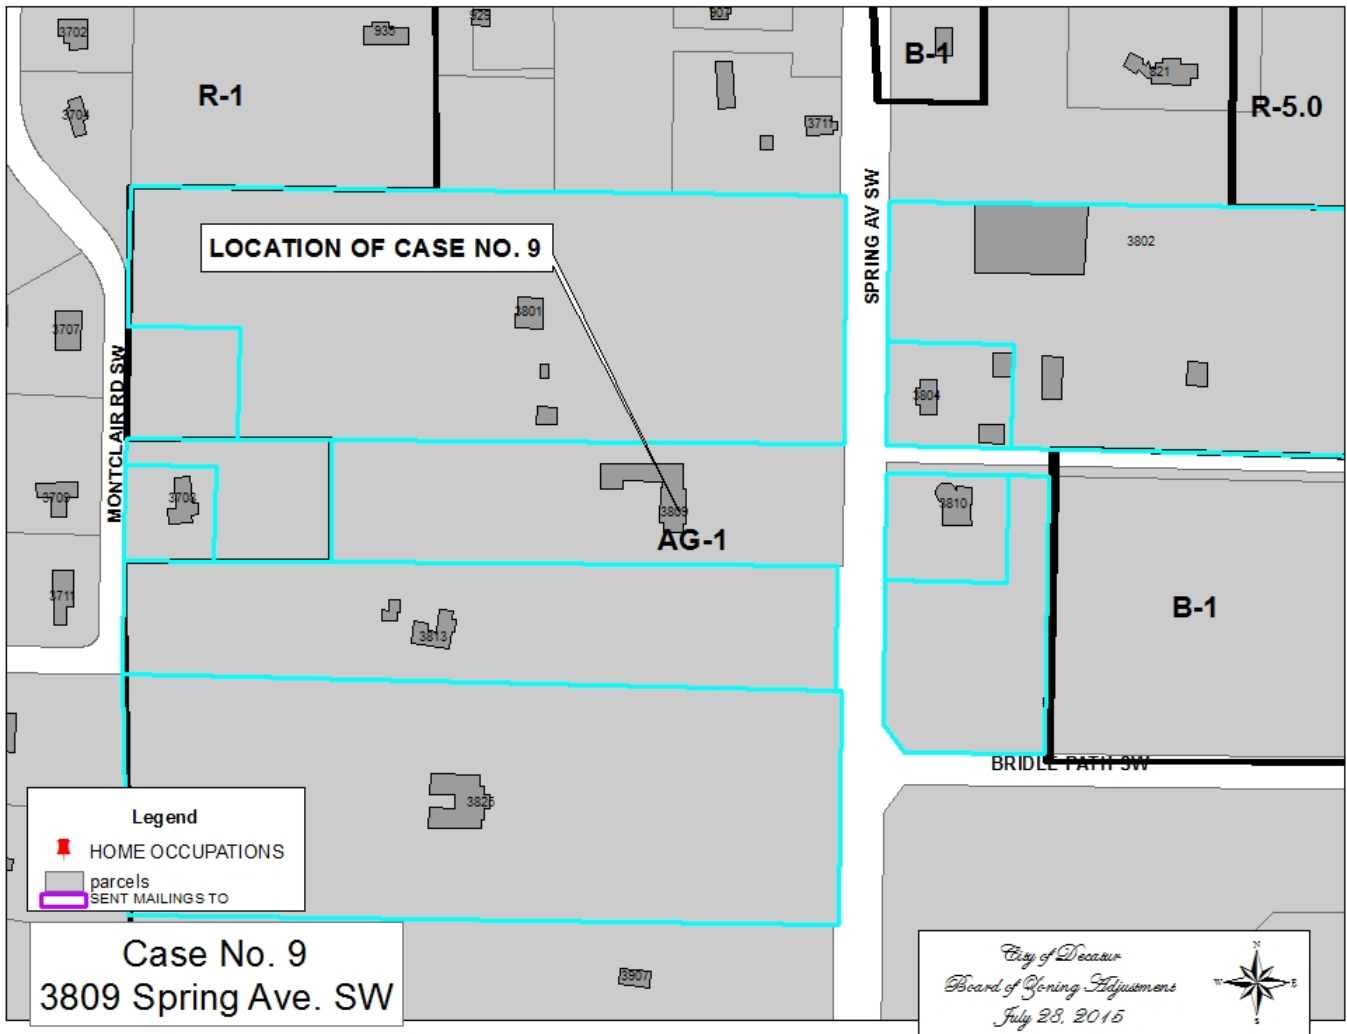 3702
935
925
907
B-1
821
R-1
R-5.0
3704
3711
SPRING AV SW
LOCATION OF CASE NO. 9
3802
3801
3707
MONTCLAIR RD SW
3804
3709
3703
3809
3810
AG-1
3711
3813
B-1
BRIDLE PATH SW
3825
Legend
HOME OCCUPATIONS
parcels
SENT MAILINGS TO
Case No. 9
3809 Spring Ave. SW
3907
City of Decatur
Board of Zoning Adjustment
July 28, 2015
N
W
E
S